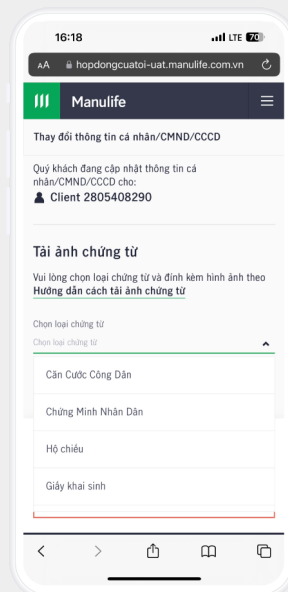 16:18
LTE 70
AA hopdongcuatoi-uat.manulife.com.vn
Manulife
Thay đổi thông tin cá nhân/CMND/CCCD
Quý khách đang cập nhật thông tin cá
nhân/CMND/CCCD cho:
Client 2805408290
Tải ảnh chứng từ
Vui lòng chọn loại chứng từ và đính kèm hình ảnh theo
Hướng dẫn cách tải ảnh chứng từ
Chọn loại chứng từ
Chọn loại chứng từ
Căn Cước Công Dân
Chứng Minh Nhân Dân
Hộ chiếu
Giấy khai sinh